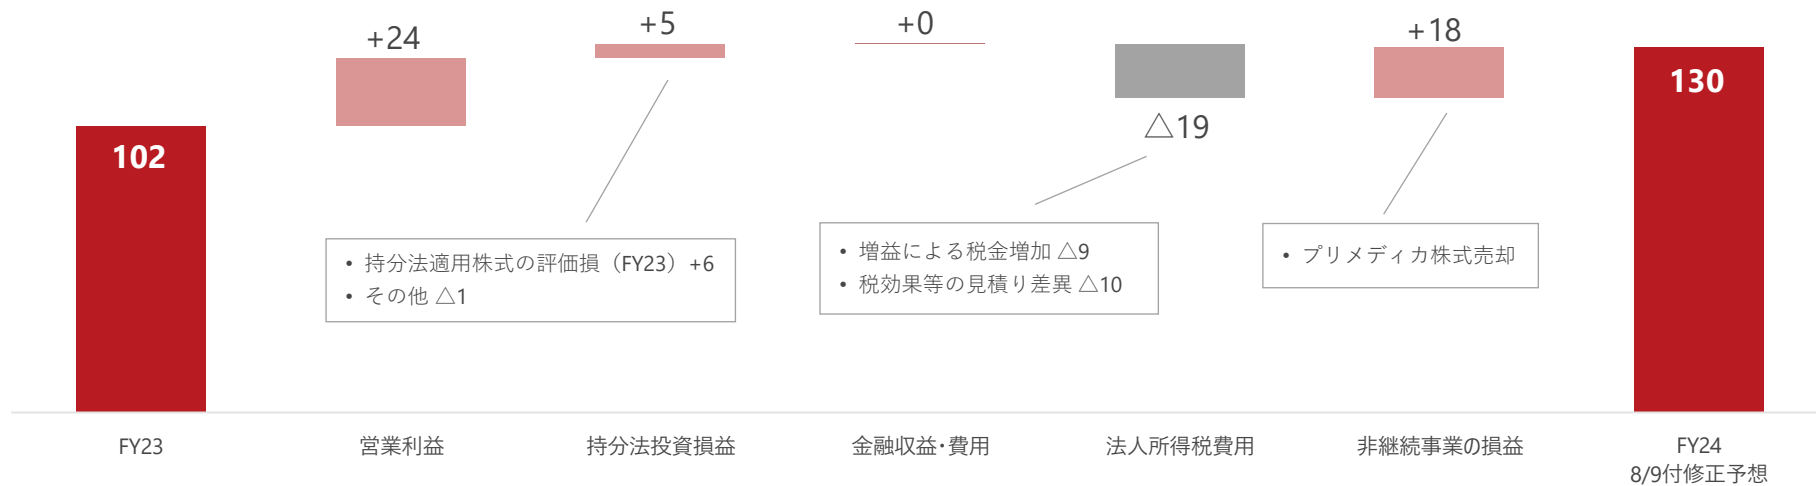 +24
+5
+0
+18
102
130
△19
• 持分法適用株式の評価損（FY23）+6
• その他 △1
• 増益による税金増加 △9
• 税効果等の見積り差異 △10
• プリメディカ株式売却
FY23
営業利益
持分法投資損益
金融収益・費用
法人所得税費用
非継続事業の損益
FY24
8/9付修正予想